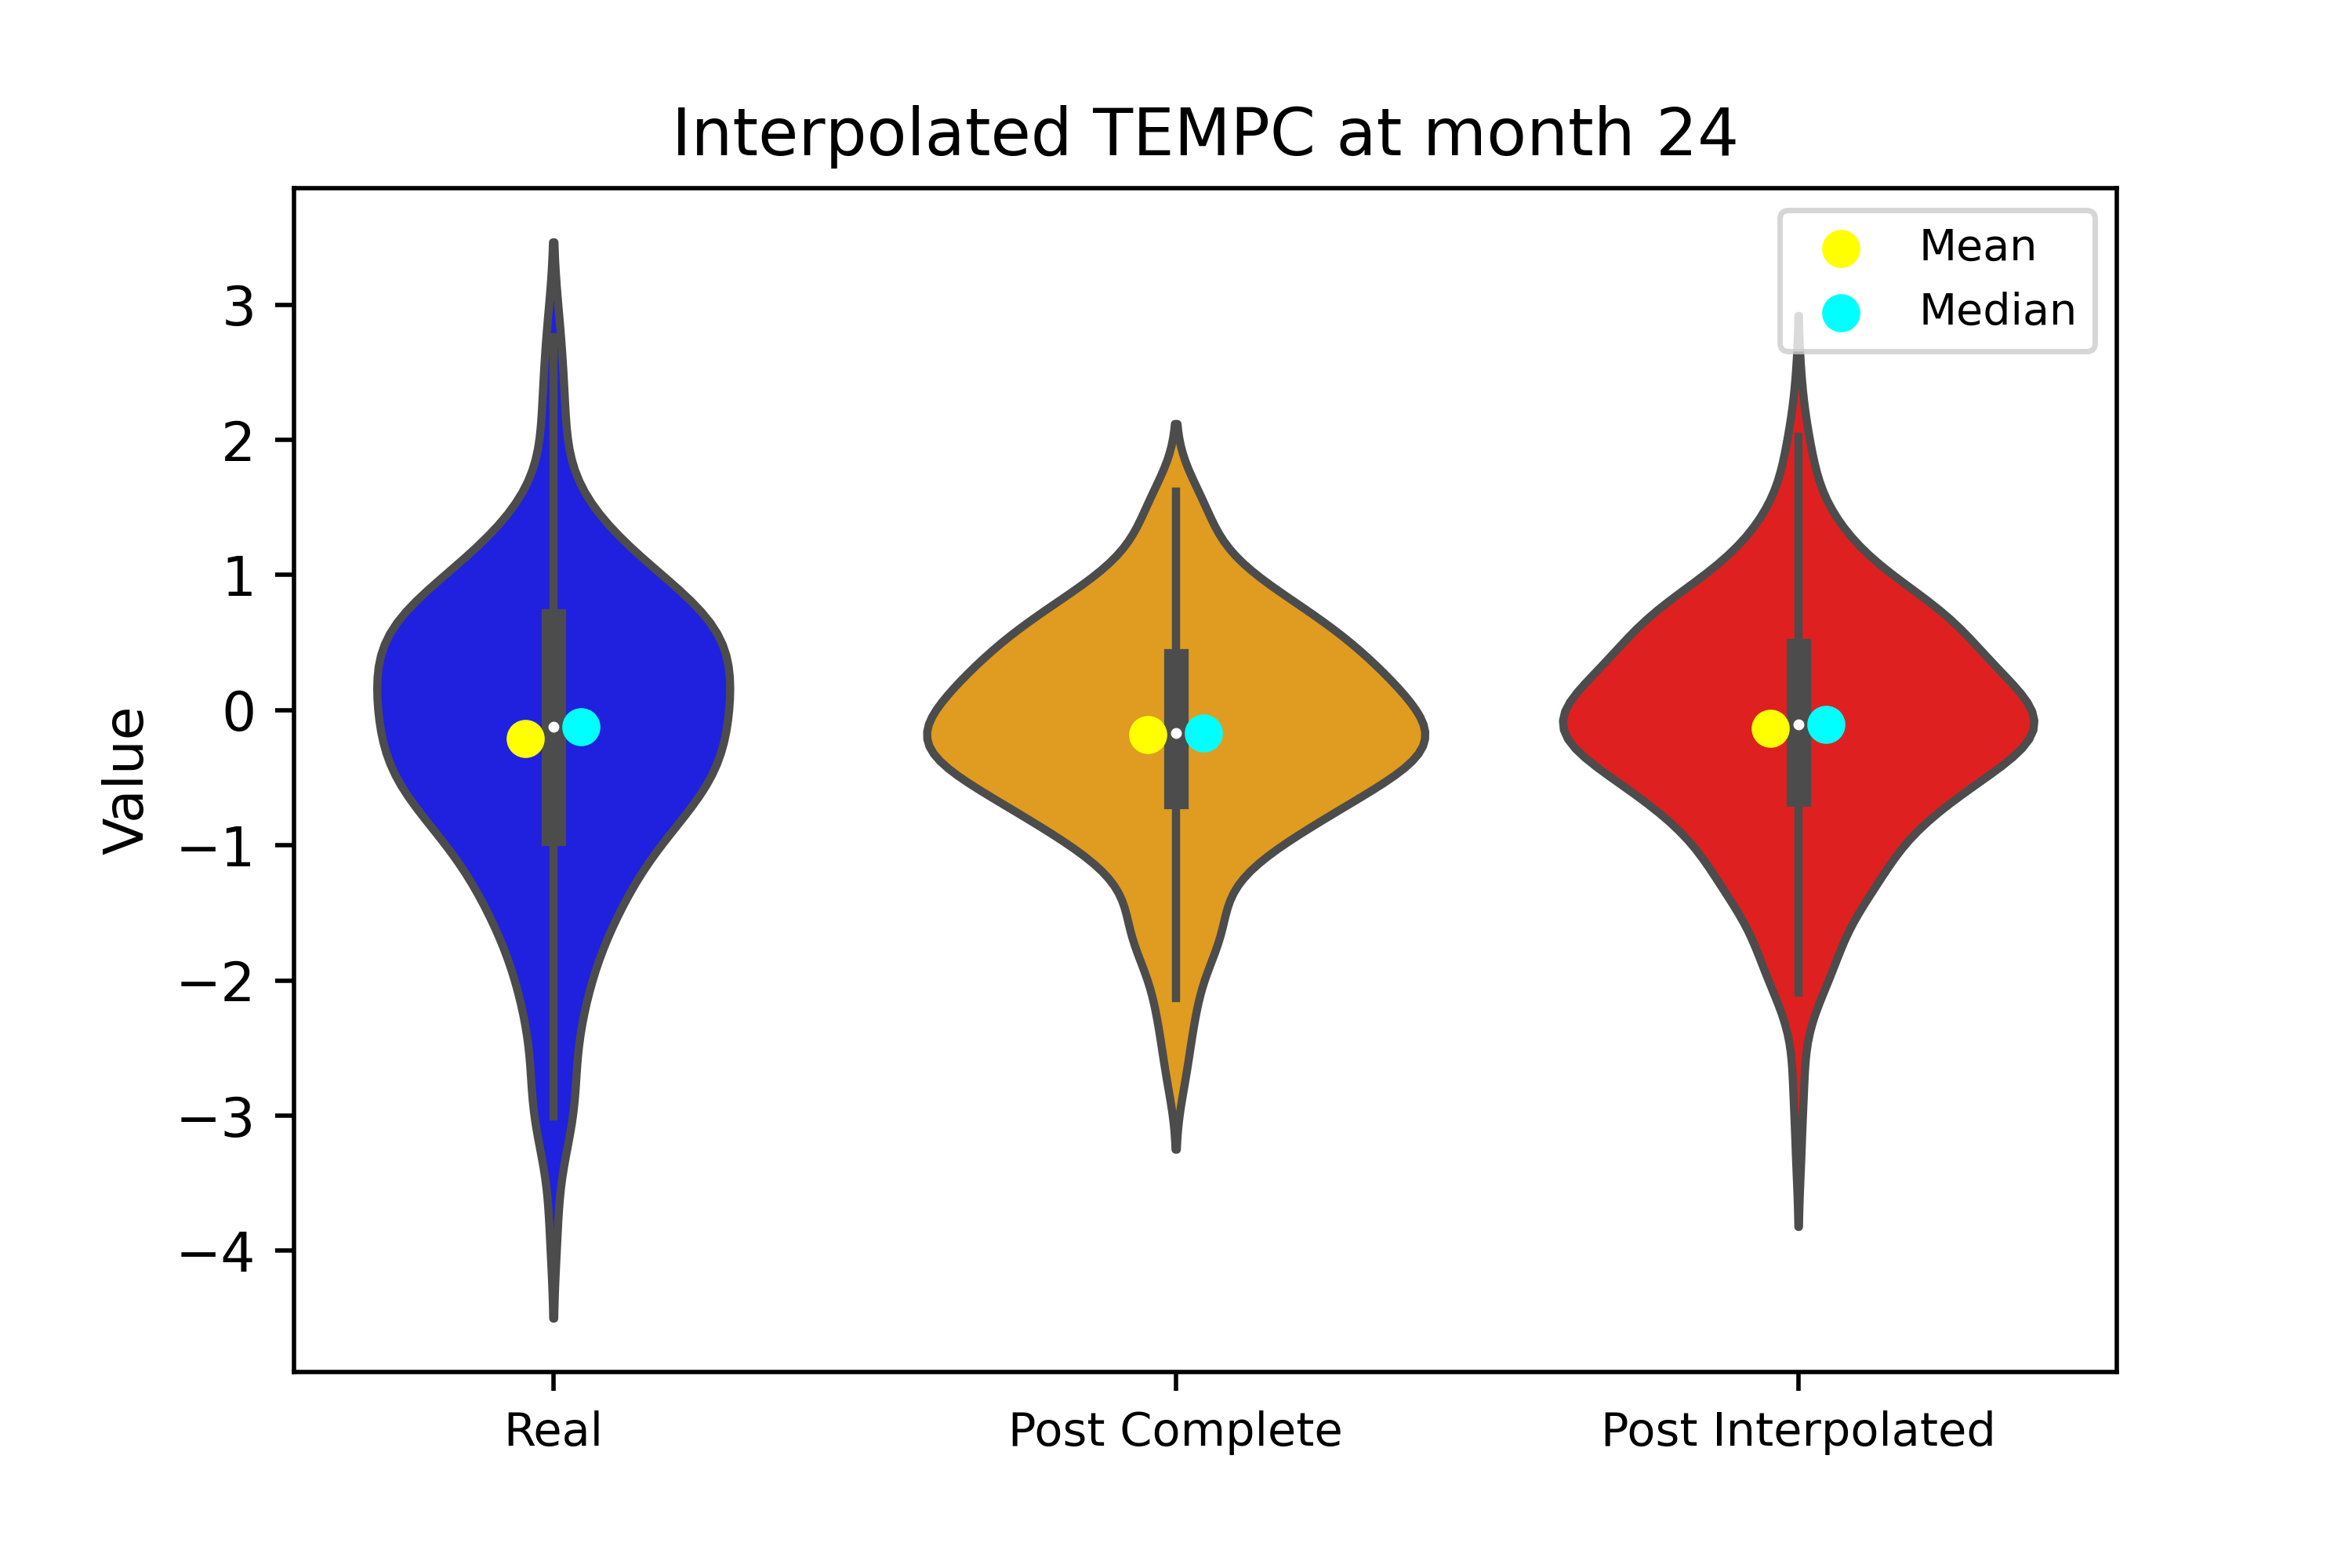 Interpolated TEMPC at month 24
Mean
Median
3
2
1
0
−1
−2
−3
−4
Value
Real
Post Complete
Post Interpolated